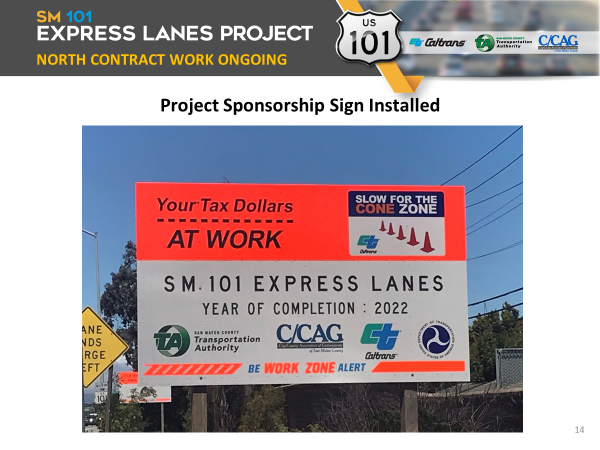 SM 101
EXPRESS LANES PROJECT
NORTH CONTRACT WORK ONGOING
US
101
Caltrans
TA
SAN MATEO COUNTY
Transportation
Authority
C/CAG
Project Sponsorship Sign Installed
Your Tax Dollars
AT WORK
SLOW FOR THE
CONE ZONE
Caltrans
SM 101 EXPRESS LANES
YEAR OF COMPLETION : 2022
TA
SAN MATEO COUNTY
Transportation
Authority
C/CAG
City/County Association of Governments
of San Mateo County
Caltrans
BE WORK ZONE ALERT
ANE
NDS
RGE
EFT
14